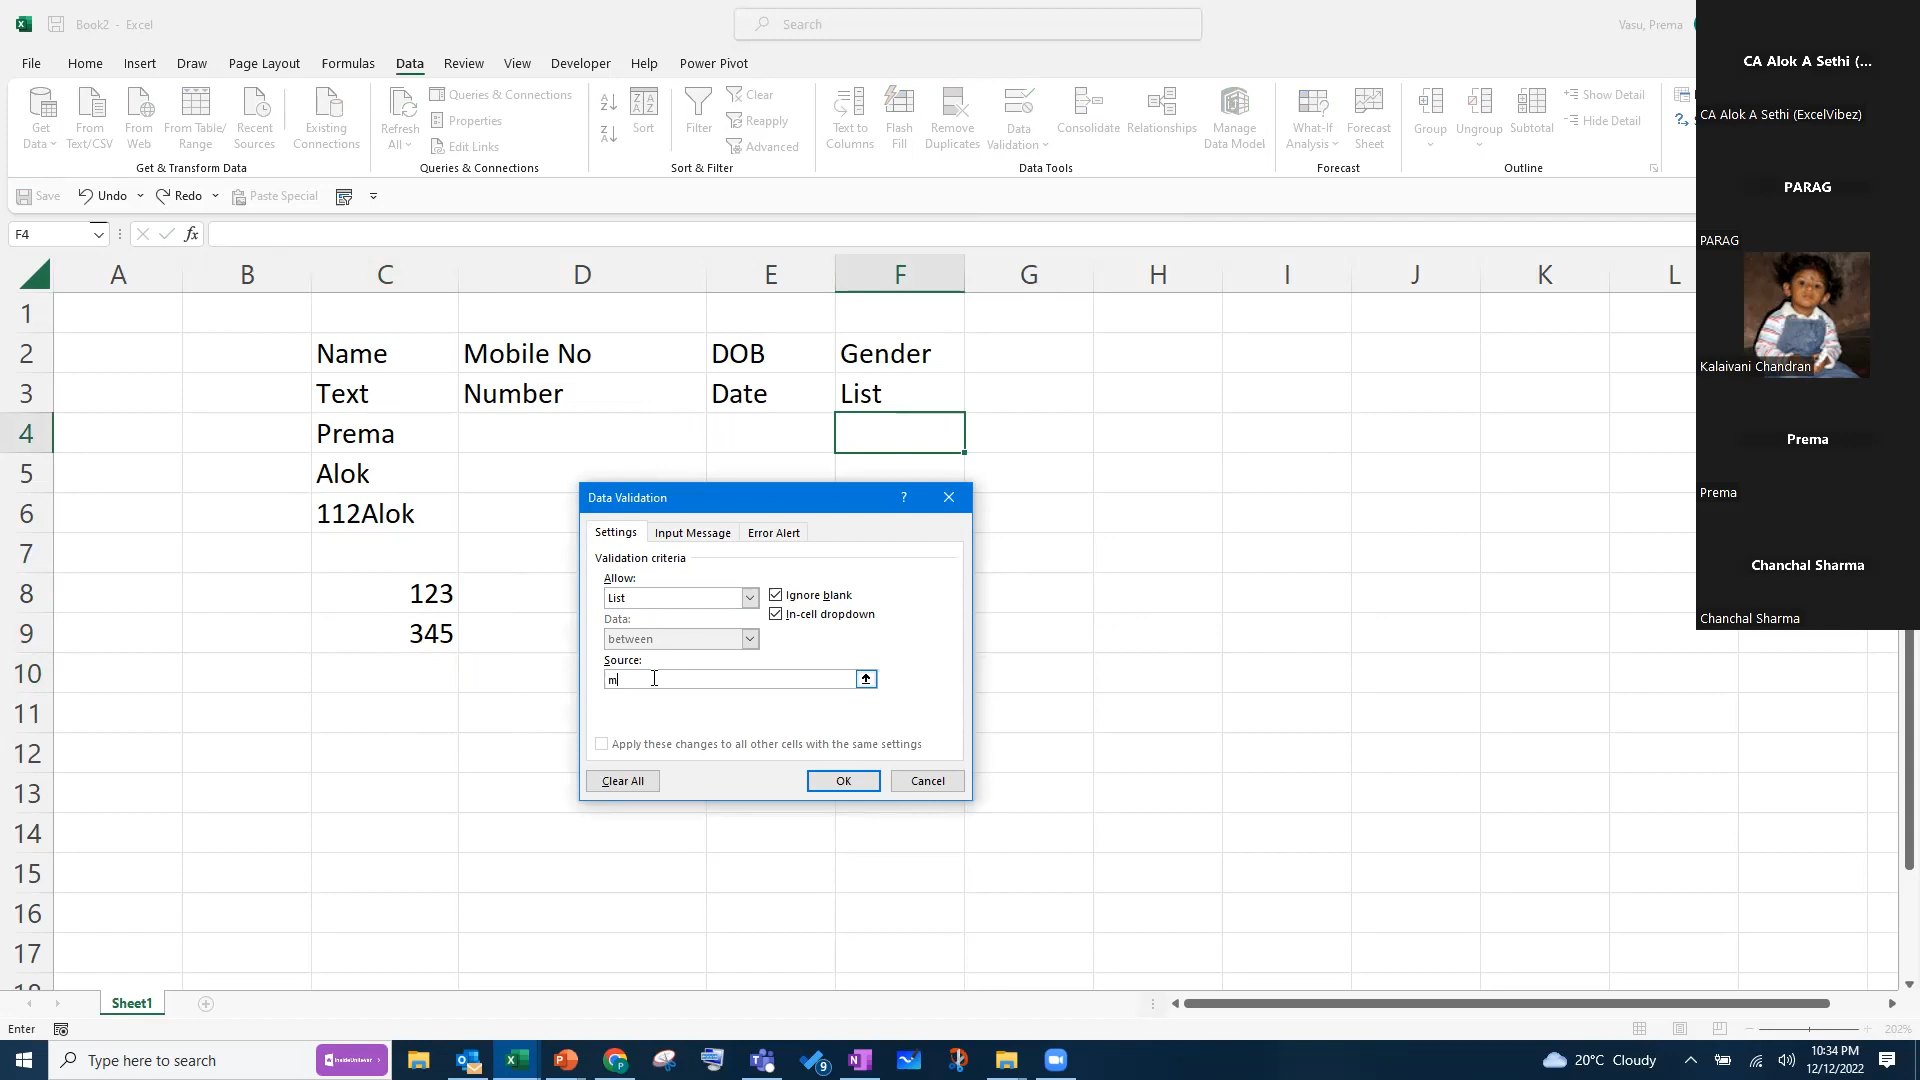 Book2 - Excel
Search
Vasu, Prema
File Home Insert Draw Page Layout Formulas Data Review View Developer Help Power Pivot
Get Data
From Text/CSV
From Web
From Table/ Range
Recent Sources
Existing Connections
Get & Transform Data
Refresh All
Queries & Connections
Properties
Edit Links
Queries & Connections
Sort
Filter
Clear
Reapply
Advanced
Sort & Filter
Text to Columns
Flash Fill
Remove Duplicates
Data Validation
Consolidate
Relationships
Manage Data Model
Data Tools
What-If Analysis
Forecast Sheet
Forecast
Group
Ungroup
Subtotal
Show Detail
Hide Detail
Outline
Save Undo Redo Paste Special
F4 fx
A B C D E F G H I J K L
1
2 Name Mobile No DOB Gender
3 Text Number Date List
4 Prema
5 Alok
6 112Alok
7
8 123
9 345
10
11
12
13
14
15
16
17
Data Validation ?
Settings Input Message Error Alert
Validation criteria
Allow:
List
Ignore blank
In-cell dropdown
Data:
between
Source:
m
Apply these changes to all other cells with the same settings
Clear All OK Cancel
CA Alok A Sethi (...
CA Alok A Sethi (ExcelVibez)
PARAG
PARAG
Kalaivani Chandran
Prema
Prema
Chanchal Sharma
Chanchal Sharma
Sheet1
Enter
202%
Type here to search
InsideUnilever
9
20°C Cloudy
10:34 PM
12/12/2022